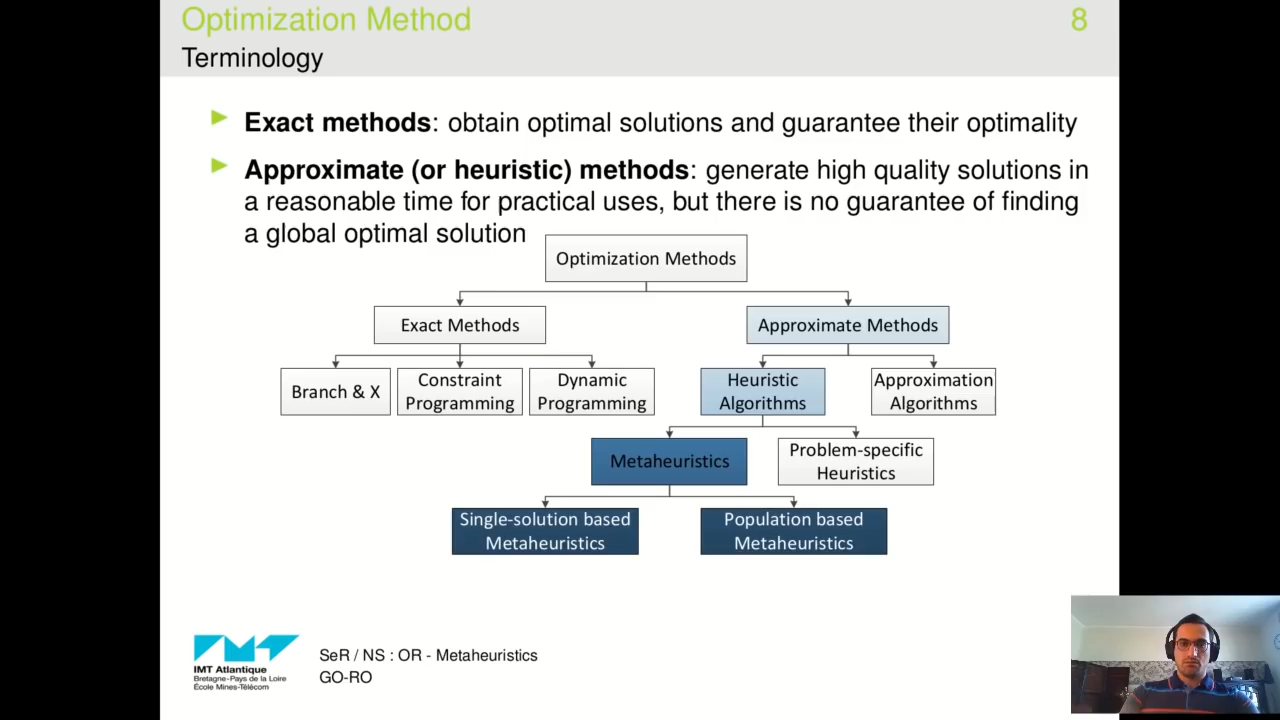 Optimization Method 8
Terminology
Exact methods: obtain optimal solutions and guarantee their optimality
Approximate (or heuristic) methods: generate high quality solutions in
a reasonable time for practical uses, but there is no guarantee of finding
a global optimal solution
Optimization Methods
Exact Methods
Approximate Methods
Branch & X
Constraint
Programming
Dynamic
Programming
Heuristic
Algorithms
Approximation
Algorithms
Metaheuristics
Problem-specific
Heuristics
Single-solution based
Metaheuristics
Population based
Metaheuristics
IMT Atlantique
Bretagne-Pays de la Loire
École Mines-Télécom
SeR / NS : OR - Metaheuristics
GO-RO